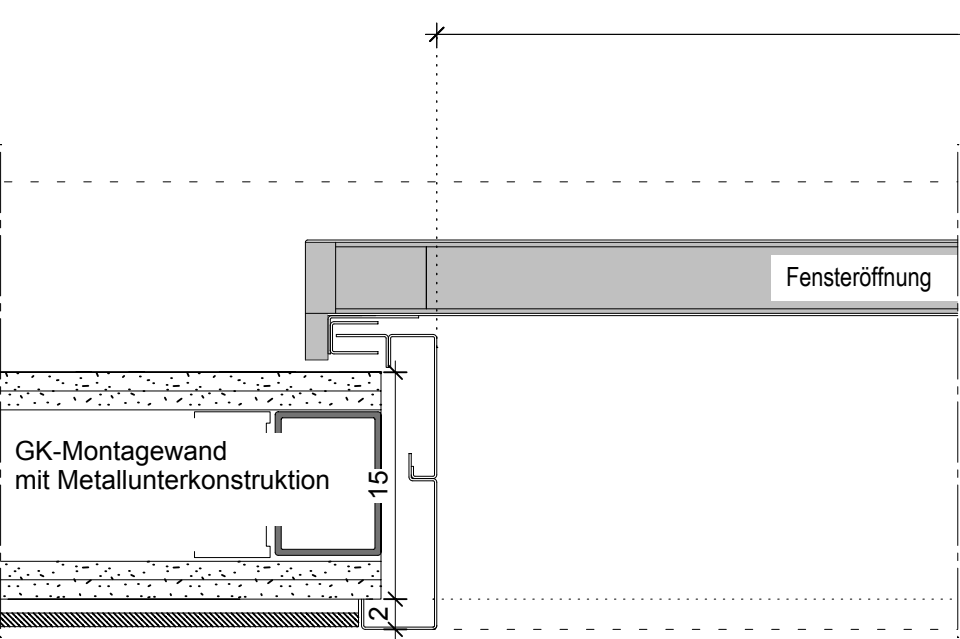 Fensteröffnung
GK-Montagewand
mit Metallunterkonstruktion
15
2